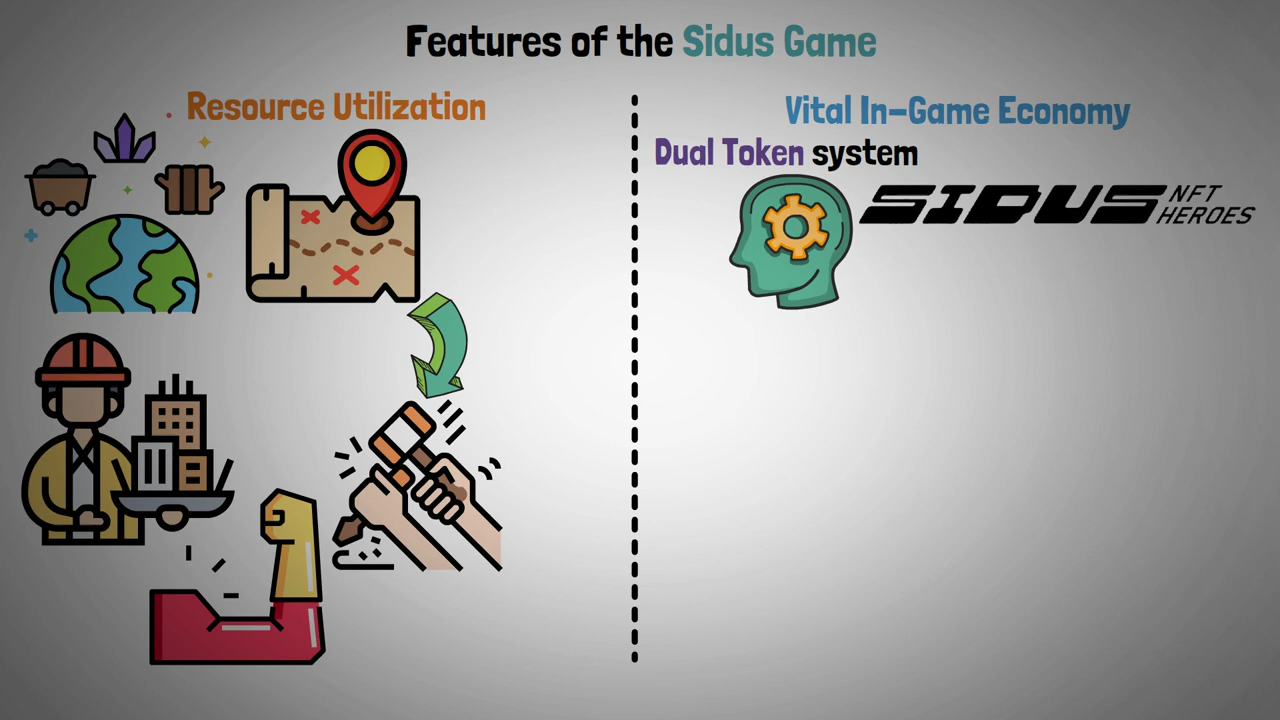 Features of the Sidus Game
Resource Utilization
Vital In-Game Economy
Dual Token system
SIDUS NFT HEROES